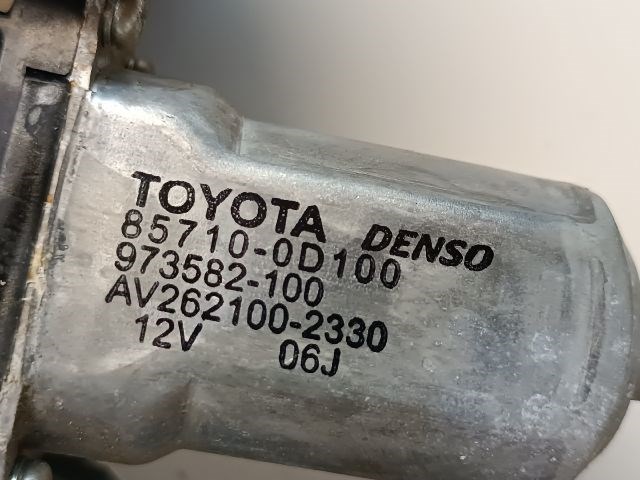 TOYOTA DENSO
85710-0D100
973582-100
AV262100-2330
12V 06J